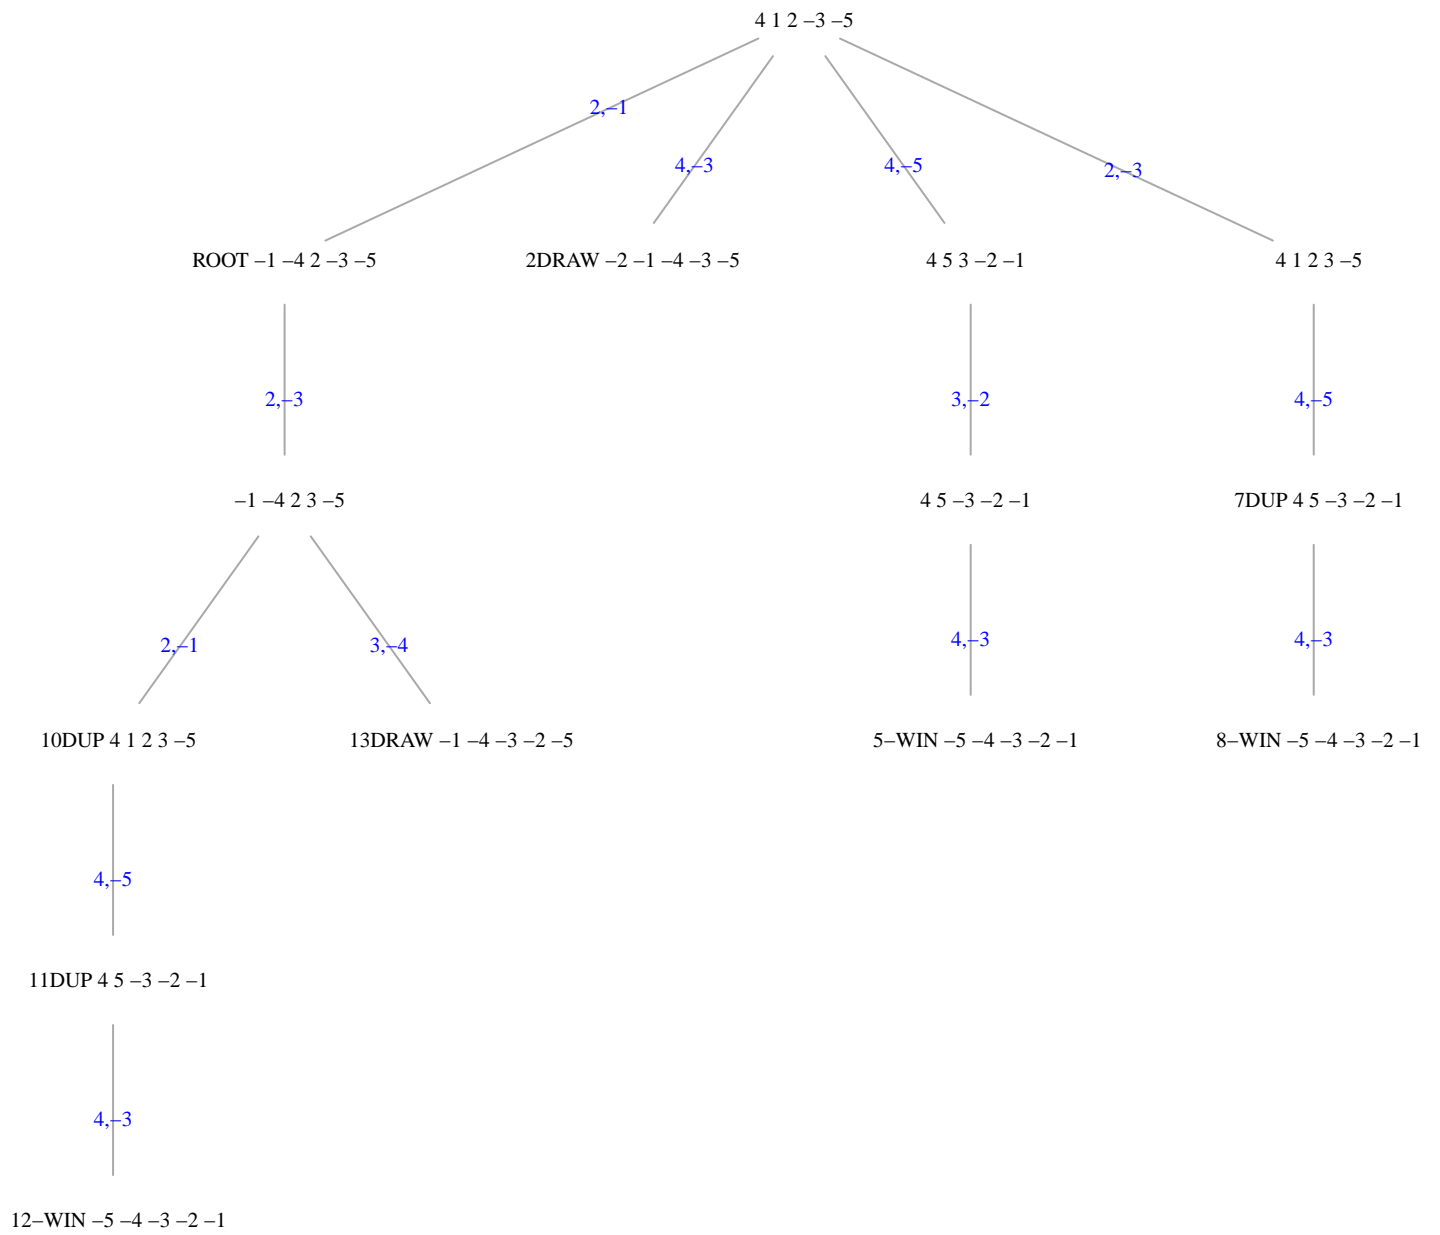 4 1 2 –3 –5
2,–1
4,–3
4,–5
2,–3
ROOT –1 –4 2 –3 –5
2DRAW –2 –1 –4 –3 –5
4 5 3 –2 –1
4 1 2 3 –5
2,–3
3,–2
4,–5
–1 –4 2 3 –5
4 5 –3 –2 –1
7DUP 4 5 –3 –2 –1
2,–1
3,–4
4,–3
4,–3
10DUP 4 1 2 3 –5
13DRAW –1 –4 –3 –2 –5
5–WIN –5 –4 –3 –2 –1
8–WIN –5 –4 –3 –2 –1
4,–5
11DUP 4 5 –3 –2 –1
4,–3
12–WIN –5 –4 –3 –2 –1